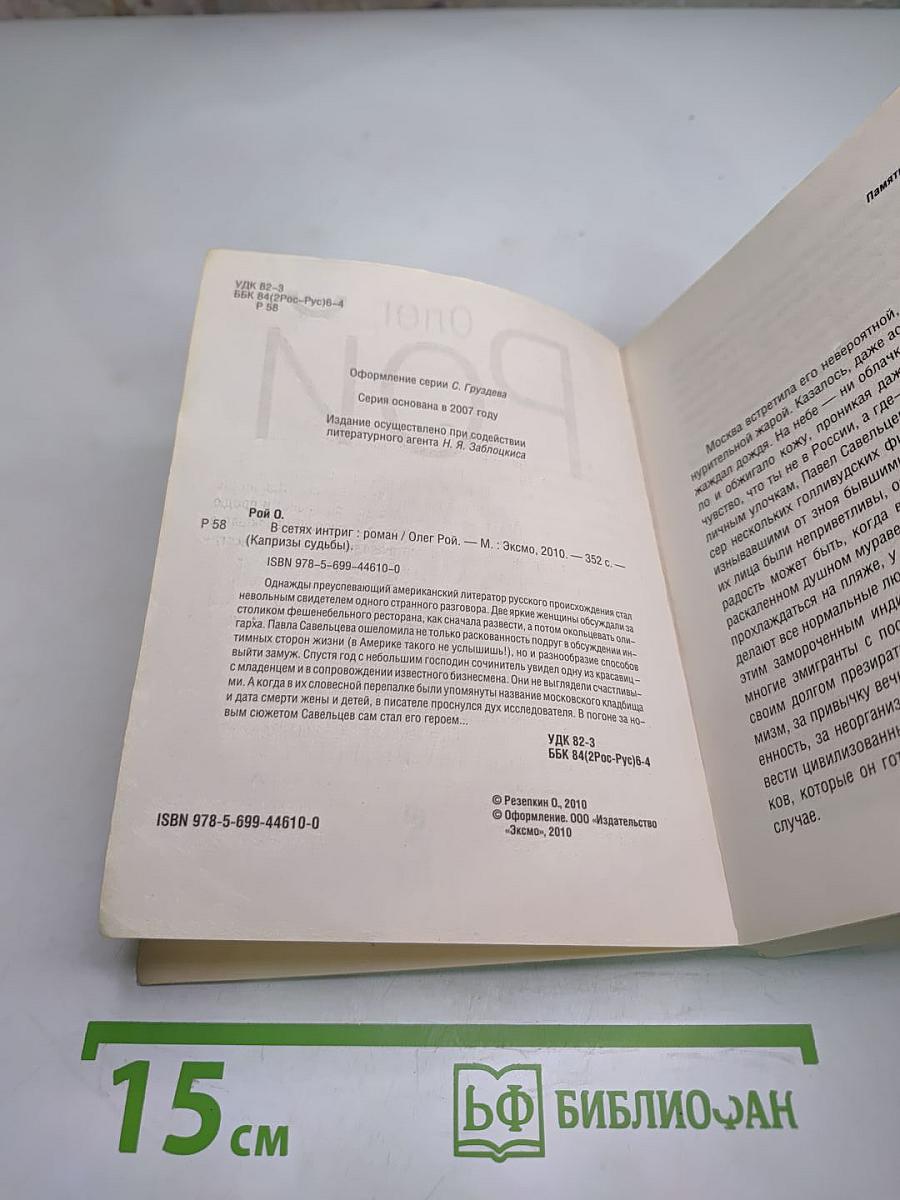 УДК 82–3
ББК 84(2Рос–Рус)6–4
Р 58
Олег
Рой
Оформление серии С. Груздева
Серия основана в 2007 году
Издание осуществлено при содействии
литературного агента Н. Я. Заблоцкиса
Рой О.
Р 58
В сетях интриг : роман / Олег Рой. — М. : Эксмо, 2010. — 352 с. —
(Капризы судьбы).
ISBN 978-5-699-44610-0
Однажды преуспевающий американский литератор русского происхождения стал
невольным свидетелем одного странного разговора. Две яркие женщины обсуждали за
столиком фешенебельного ресторана, как сначала развести, а потом окольцевать оли-
гарха. Павла Савельцева ошеломила не только раскованность подруг в обсуждении ин-
тимных сторон жизни (в Америке такого не услышишь!), но и разнообразие способов
выйти замуж. Спустя год с небольшим господин сочинитель увидел одну из красавиц –
с младенцем и в сопровождении известного бизнесмена. Они не выглядели счастливы-
ми. А когда в их словесной перепалке были упомянуты название московского кладбища
и дата смерти жены и детей, в писателе проснулся дух исследователя. В погоне за но-
вым сюжетом Савельцев сам стал его героем...
УДК 82-3
ББК 84(2Рос-Рус)6-4
© Резепкин О., 2010
© Оформление. ООО «Издательство
«Эксмо», 2010
ISBN 978-5-699-44610-0
Москва встретила его невероятной,
нурительной жарой. Казалось, даже ас
жаждал дождя. На небе — ни облачк
ло и обжигало кожу, проникая даж
чувство, что ты не в России, а где-
личным улочкам, Павел Савельце
сер нескольких голливудских фи
изнывавшими от зноя бывшим
их лица были неприветливы, о
радость может быть, когда в
раскаленном душном мураве
прохлаждаться на пляже, у
делают все нормальные лю
этим замороченным инди
многие эмигранты с пос
своим долгом презират
мизм, за привычку вечн
енность, за неорганиз
вести цивилизованны
ков, которые он гот
случае.
15 см
БФ БИБЛИОФАН